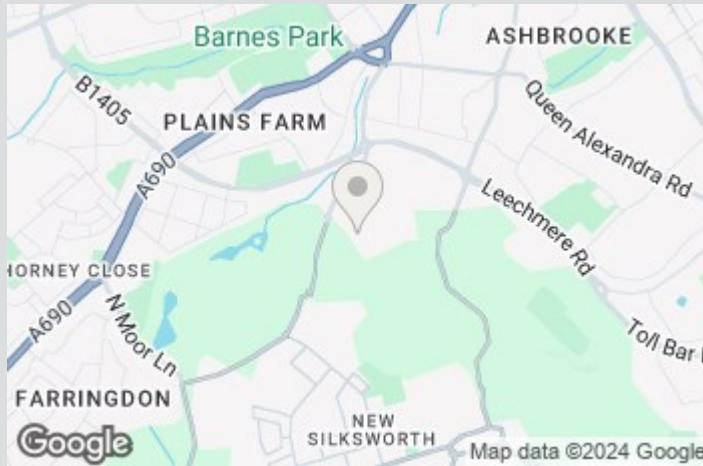 Barnes Park
ASHBROOKE
B1405
PLAINS FARM
Queen Alexandra Rd
A690
Leechmere Rd
HORNEY CLOSE
N Moor Ln
A690
Toll Bar
FARRINGDON
NEW
SILKSWORTH
Google
Map data ©2024 Google